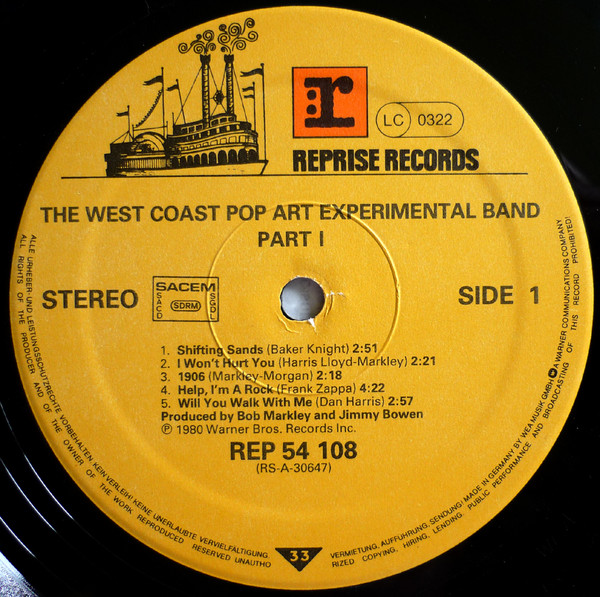 r
LC 0322
REPRISE RECORDS
THE WEST COAST POP ART EXPERIMENTAL BAND
PART I
STEREO
SACEM
SACD
SDRM
SGDL
SIDE 1
1. Shifting Sands (Baker Knight) 2:51
2. I Won't Hurt You (Harris Lloyd-Markley) 2:21
3. 1906 (Markley-Morgan) 2:18
4. Help, I'm A Rock (Frank Zappa) 4:22
5. Will You Walk With Me (Dan Harris) 2:57
Produced by Bob Markley and Jimmy Bowen
Ⓟ 1980 Warner Bros. Records Inc.
REP 54 108
(RS-A-30647)
33
ALLE URHEBER- UND LEISTUNGSSCHUTZRECHTE VORBEHALTEN KEIN VERLEIH! KEINE UNERLAUBTE VERVIELFÄLTIGUNG, VERMIETUNG, AUFFÜHRUNG, SENDUNG! MADE IN GERMANY BY WEA MUSIK GMBH A WARNER COMMUNICATIONS COMPANY
ALL RIGHTS OF THE PRODUCER AND OF THE OWNER OF THE WORK REPRODUCED RESERVED UNAUTHORIZED COPYING, HIRING, LENDING, PUBLIC PERFORMANCE AND BROADCASTING OF THIS RECORD PROHIBITED!